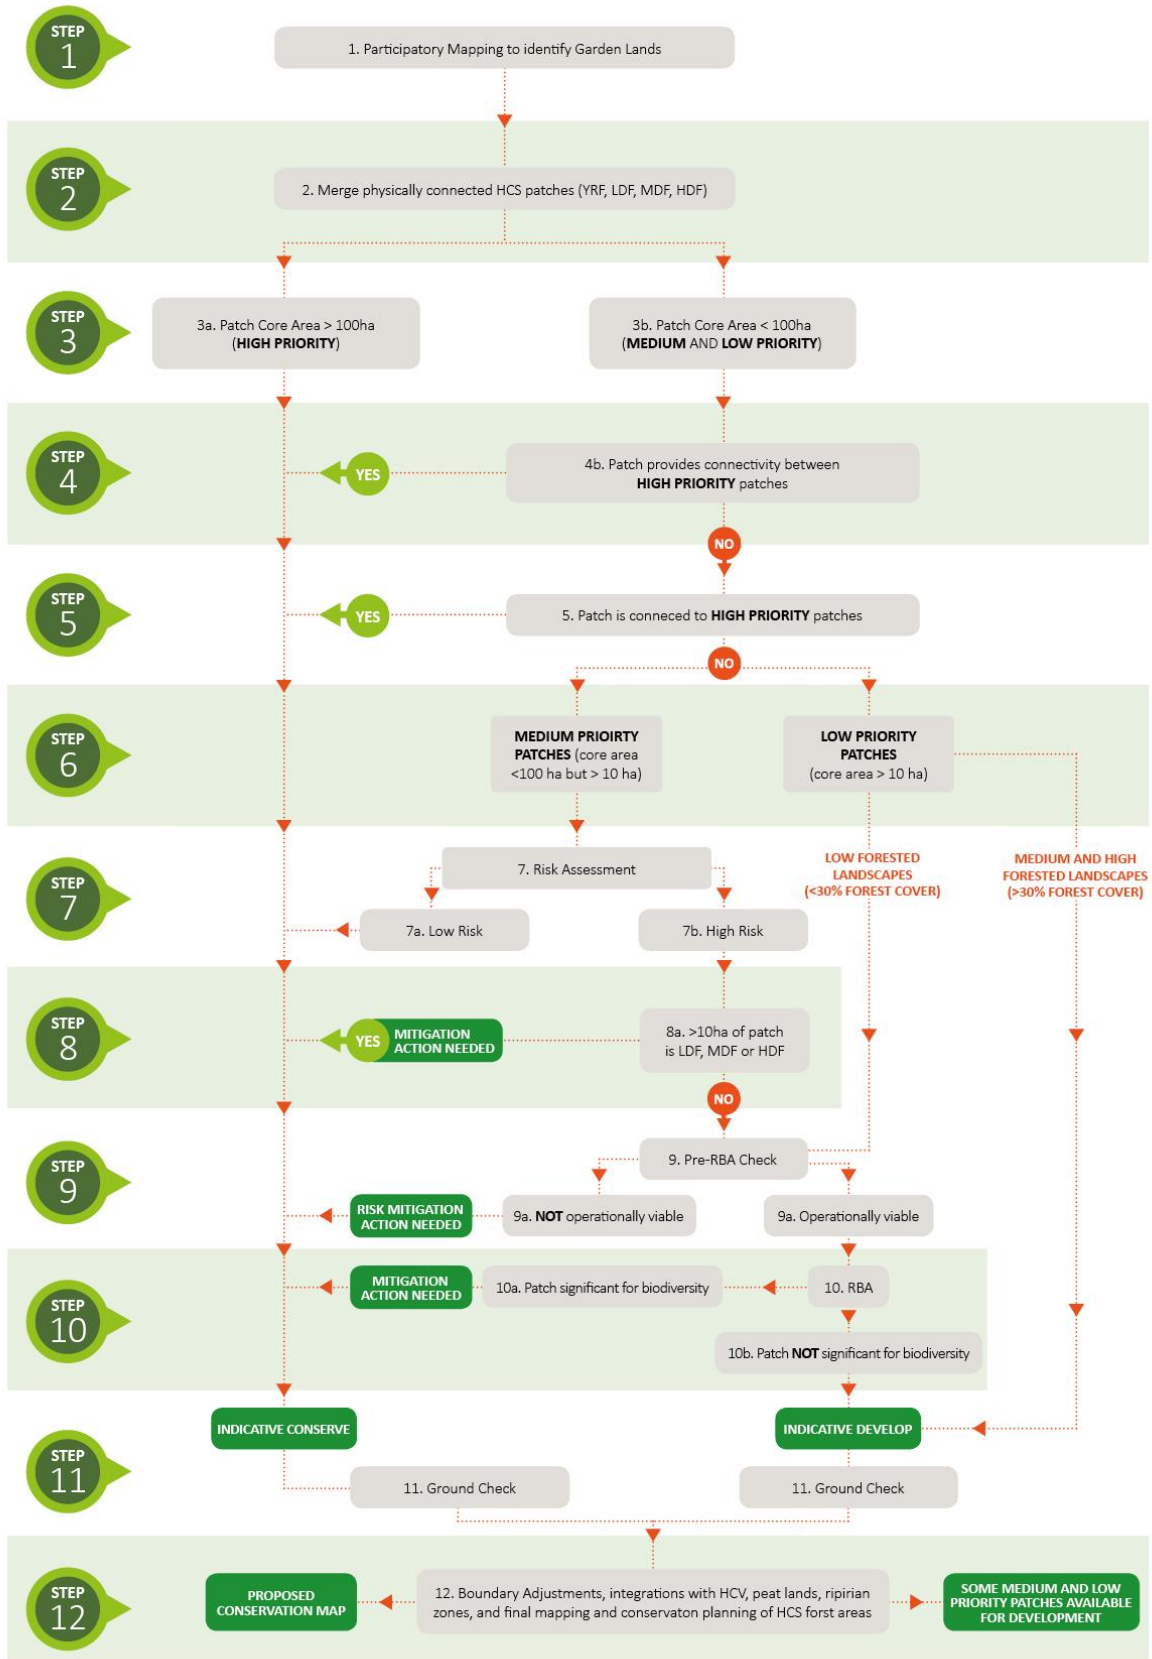 STEP
1
1. Participatory Mapping to identify Garden Lands
STEP
2
2. Merge physically connected HCS patches (YRF, LDF, MDF, HDF)
STEP
3
3a. Patch Core Area > 100ha
(HIGH PRIORITY)
3b. Patch Core Area < 100ha
(MEDIUM AND LOW PRIORITY)
STEP
4
YES
4b. Patch provides connectivity between
HIGH PRIORITY patches
NO
STEP
5
YES
5. Patch is conneced to HIGH PRIORITY patches
NO
STEP
6
MEDIUM PRIOIRTY
PATCHES (core area
<100 ha but > 10 ha)
LOW PRIORITY
PATCHES
(core area > 10 ha)
STEP
7
7. Risk Assessment
LOW FORESTED
LANDSCAPES
(<30% FOREST COVER)
MEDIUM AND HIGH
FORESTED LANDSCAPES
(>30% FOREST COVER)
7a. Low Risk
7b. High Risk
STEP
8
YES
MITIGATION
ACTION NEEDED
8a. >10ha of patch
is LDF, MDF or HDF
NO
STEP
9
9. Pre-RBA Check
RISK MITIGATION
ACTION NEEDED
9a. NOT operationally viable
9a. Operationally viable
STEP
10
MITIGATION
ACTION NEEDED
10a. Patch significant for biodiversity
10. RBA
10b. Patch NOT significant for biodiversity
INDICATIVE CONSERVE
INDICATIVE DEVELOP
STEP
11
11. Ground Check
11. Ground Check
STEP
12
PROPOSED
CONSERVATION MAP
12. Boundary Adjustments, integrations with HCV, peat lands, ripirian
zones, and final mapping and conservaton planning of HCS forst areas
SOME MEDIUM AND LOW
PRIORITY PATCHES AVAILABLE
FOR DEVELOPMENT